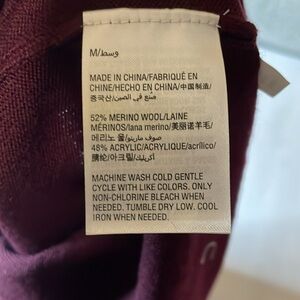 M/وسط
MADE IN CHINA/FABRIQUÉ EN
CHINE/HECHO EN CHINA/中国制造
/صنع في الصين/중국산
52% MERINO WOOL/LAINE
MÉRINOS/lana merino/美丽诺羊毛/
메리노 울/صوف مارينو
48% ACRYLIC/ACRYLIQUE/acrílico/
腈纶/아크릴/أكريليك
MACHINE WASH COLD GENTLE
CYCLE WITH LIKE COLORS. ONLY
NON-CHLORINE BLEACH WHEN
NEEDED. TUMBLE DRY LOW. COOL
IRON WHEN NEEDED.